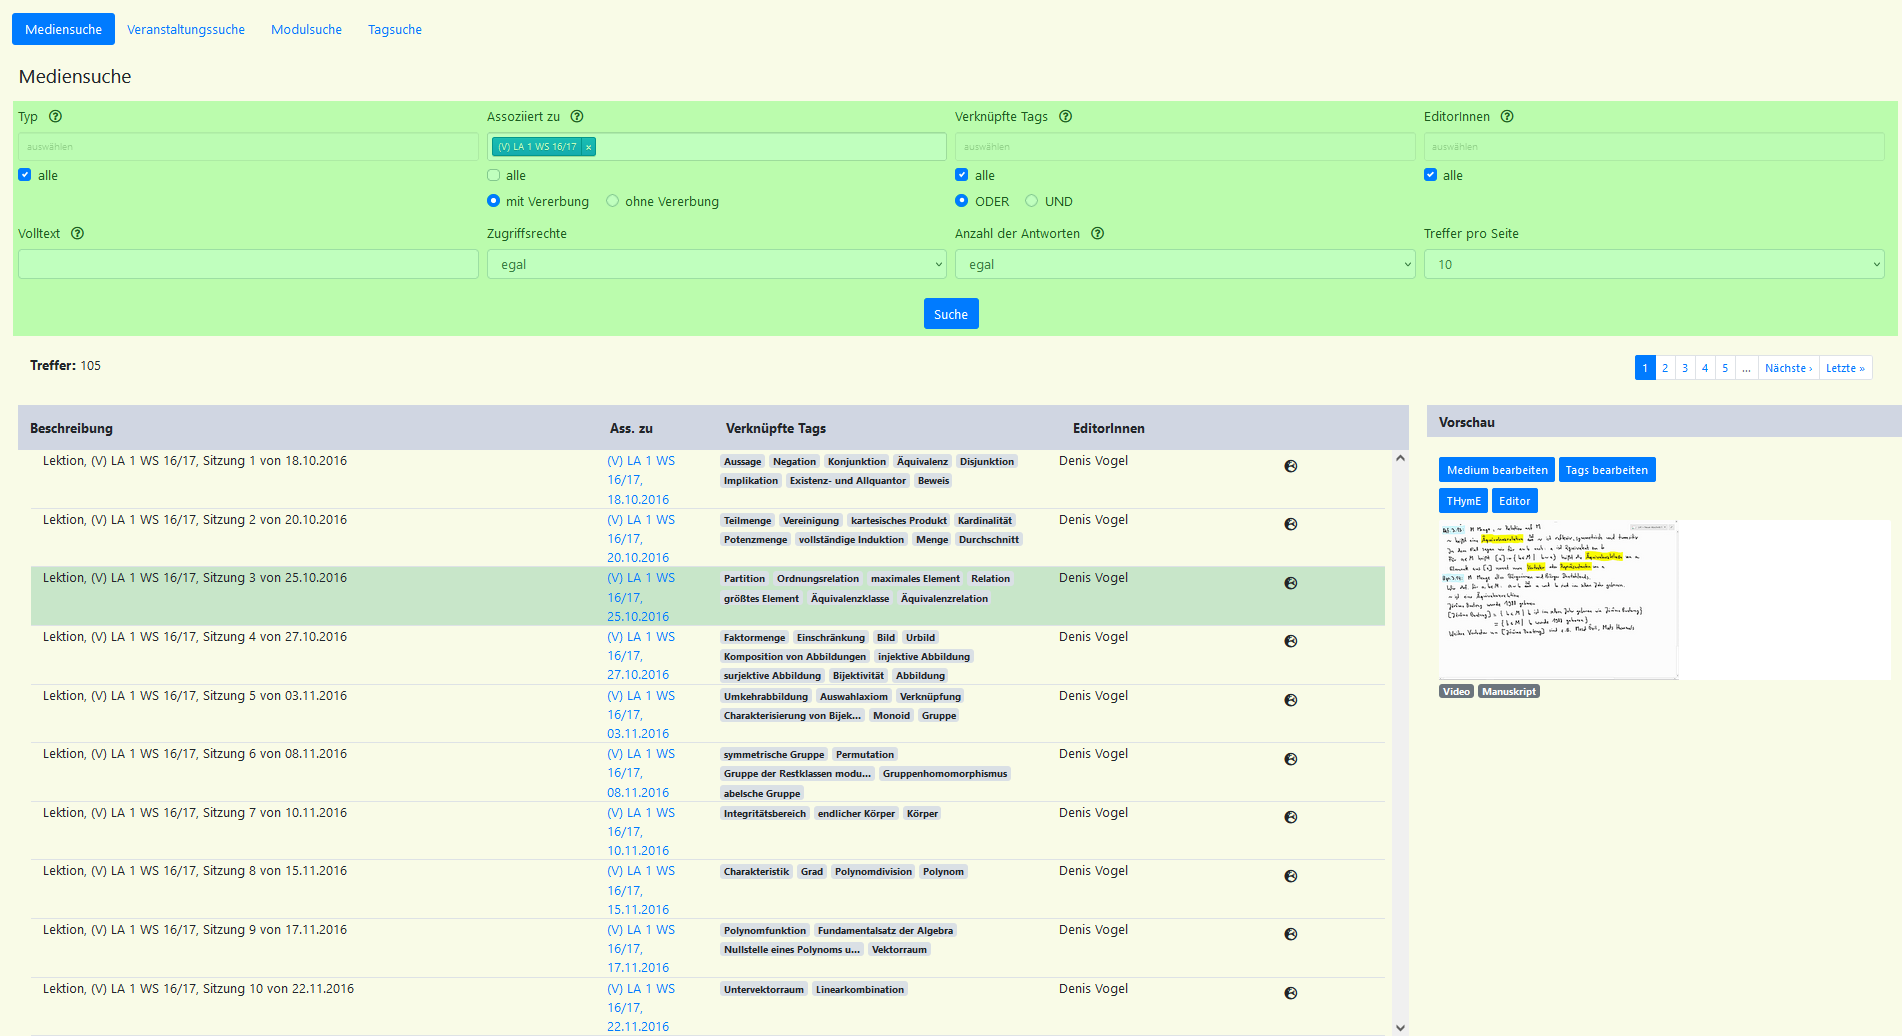 Mediensuche Veranstaltungssuche Modulsuche Tagsuche
Mediensuche
Typ Assoziiert zu Verknüpfte Tags EditorInnen
auswählen (V) LA 1 WS 16/17 × auswählen auswählen
alle alle alle alle
mit Vererbung ohne Vererbung ODER UND
Volltext Zugriffsrechte Anzahl der Antworten Treffer pro Seite
egal egal 10
Suche
Treffer: 105
1 2 3 4 5 ... Nächste › Letzte »
Beschreibung Ass. zu Verknüpfte Tags EditorInnen
Vorschau
Lektion, (V) LA 1 WS 16/17, Sitzung 1 von 18.10.2016 (V) LA 1 WS Aussage Negation Konjunktion Äquivalenz Disjunktion Denis Vogel
16/17, Implikation Existenz- und Allquantor Beweis
18.10.2016
Lektion, (V) LA 1 WS 16/17, Sitzung 2 von 20.10.2016 (V) LA 1 WS Teilmenge Vereinigung kartesisches Produkt Kardinalität Denis Vogel
16/17, Potenzmenge vollständige Induktion Menge Durchschnitt
20.10.2016
Lektion, (V) LA 1 WS 16/17, Sitzung 3 von 25.10.2016 (V) LA 1 WS Partition Ordnungsrelation maximales Element Relation Denis Vogel
16/17, größtes Element Äquivalenzklasse Äquivalenzrelation
25.10.2016
Lektion, (V) LA 1 WS 16/17, Sitzung 4 von 27.10.2016 (V) LA 1 WS Faktormenge Einschränkung Bild Urbild Denis Vogel
16/17, Komposition von Abbildungen injektive Abbildung
27.10.2016 surjektive Abbildung Bijektivität Abbildung
Lektion, (V) LA 1 WS 16/17, Sitzung 5 von 03.11.2016 (V) LA 1 WS Umkehrabbildung Auswahlaxiom Verknüpfung Denis Vogel
16/17, Charakterisierung von Bijek... Monoid Gruppe
03.11.2016
Lektion, (V) LA 1 WS 16/17, Sitzung 6 von 08.11.2016 (V) LA 1 WS symmetrische Gruppe Permutation Denis Vogel
16/17, Gruppe der Restklassen modu... Gruppenhomomorphismus
08.11.2016 abelsche Gruppe
Lektion, (V) LA 1 WS 16/17, Sitzung 7 von 10.11.2016 (V) LA 1 WS Integritätsbereich endlicher Körper Körper Denis Vogel
16/17,
10.11.2016
Lektion, (V) LA 1 WS 16/17, Sitzung 8 von 15.11.2016 (V) LA 1 WS Charakteristik Grad Polynomdivision Polynom Denis Vogel
16/17,
15.11.2016
Lektion, (V) LA 1 WS 16/17, Sitzung 9 von 17.11.2016 (V) LA 1 WS Polynomfunktion Fundamentalsatz der Algebra Denis Vogel
16/17, Nullstelle eines Polynoms u... Vektorraum
17.11.2016
Lektion, (V) LA 1 WS 16/17, Sitzung 10 von 22.11.2016 (V) LA 1 WS Untervektorraum Linearkombination Denis Vogel
16/17,
22.11.2016
Medium bearbeiten Tags bearbeiten
THymE Editor
Video Manuskript